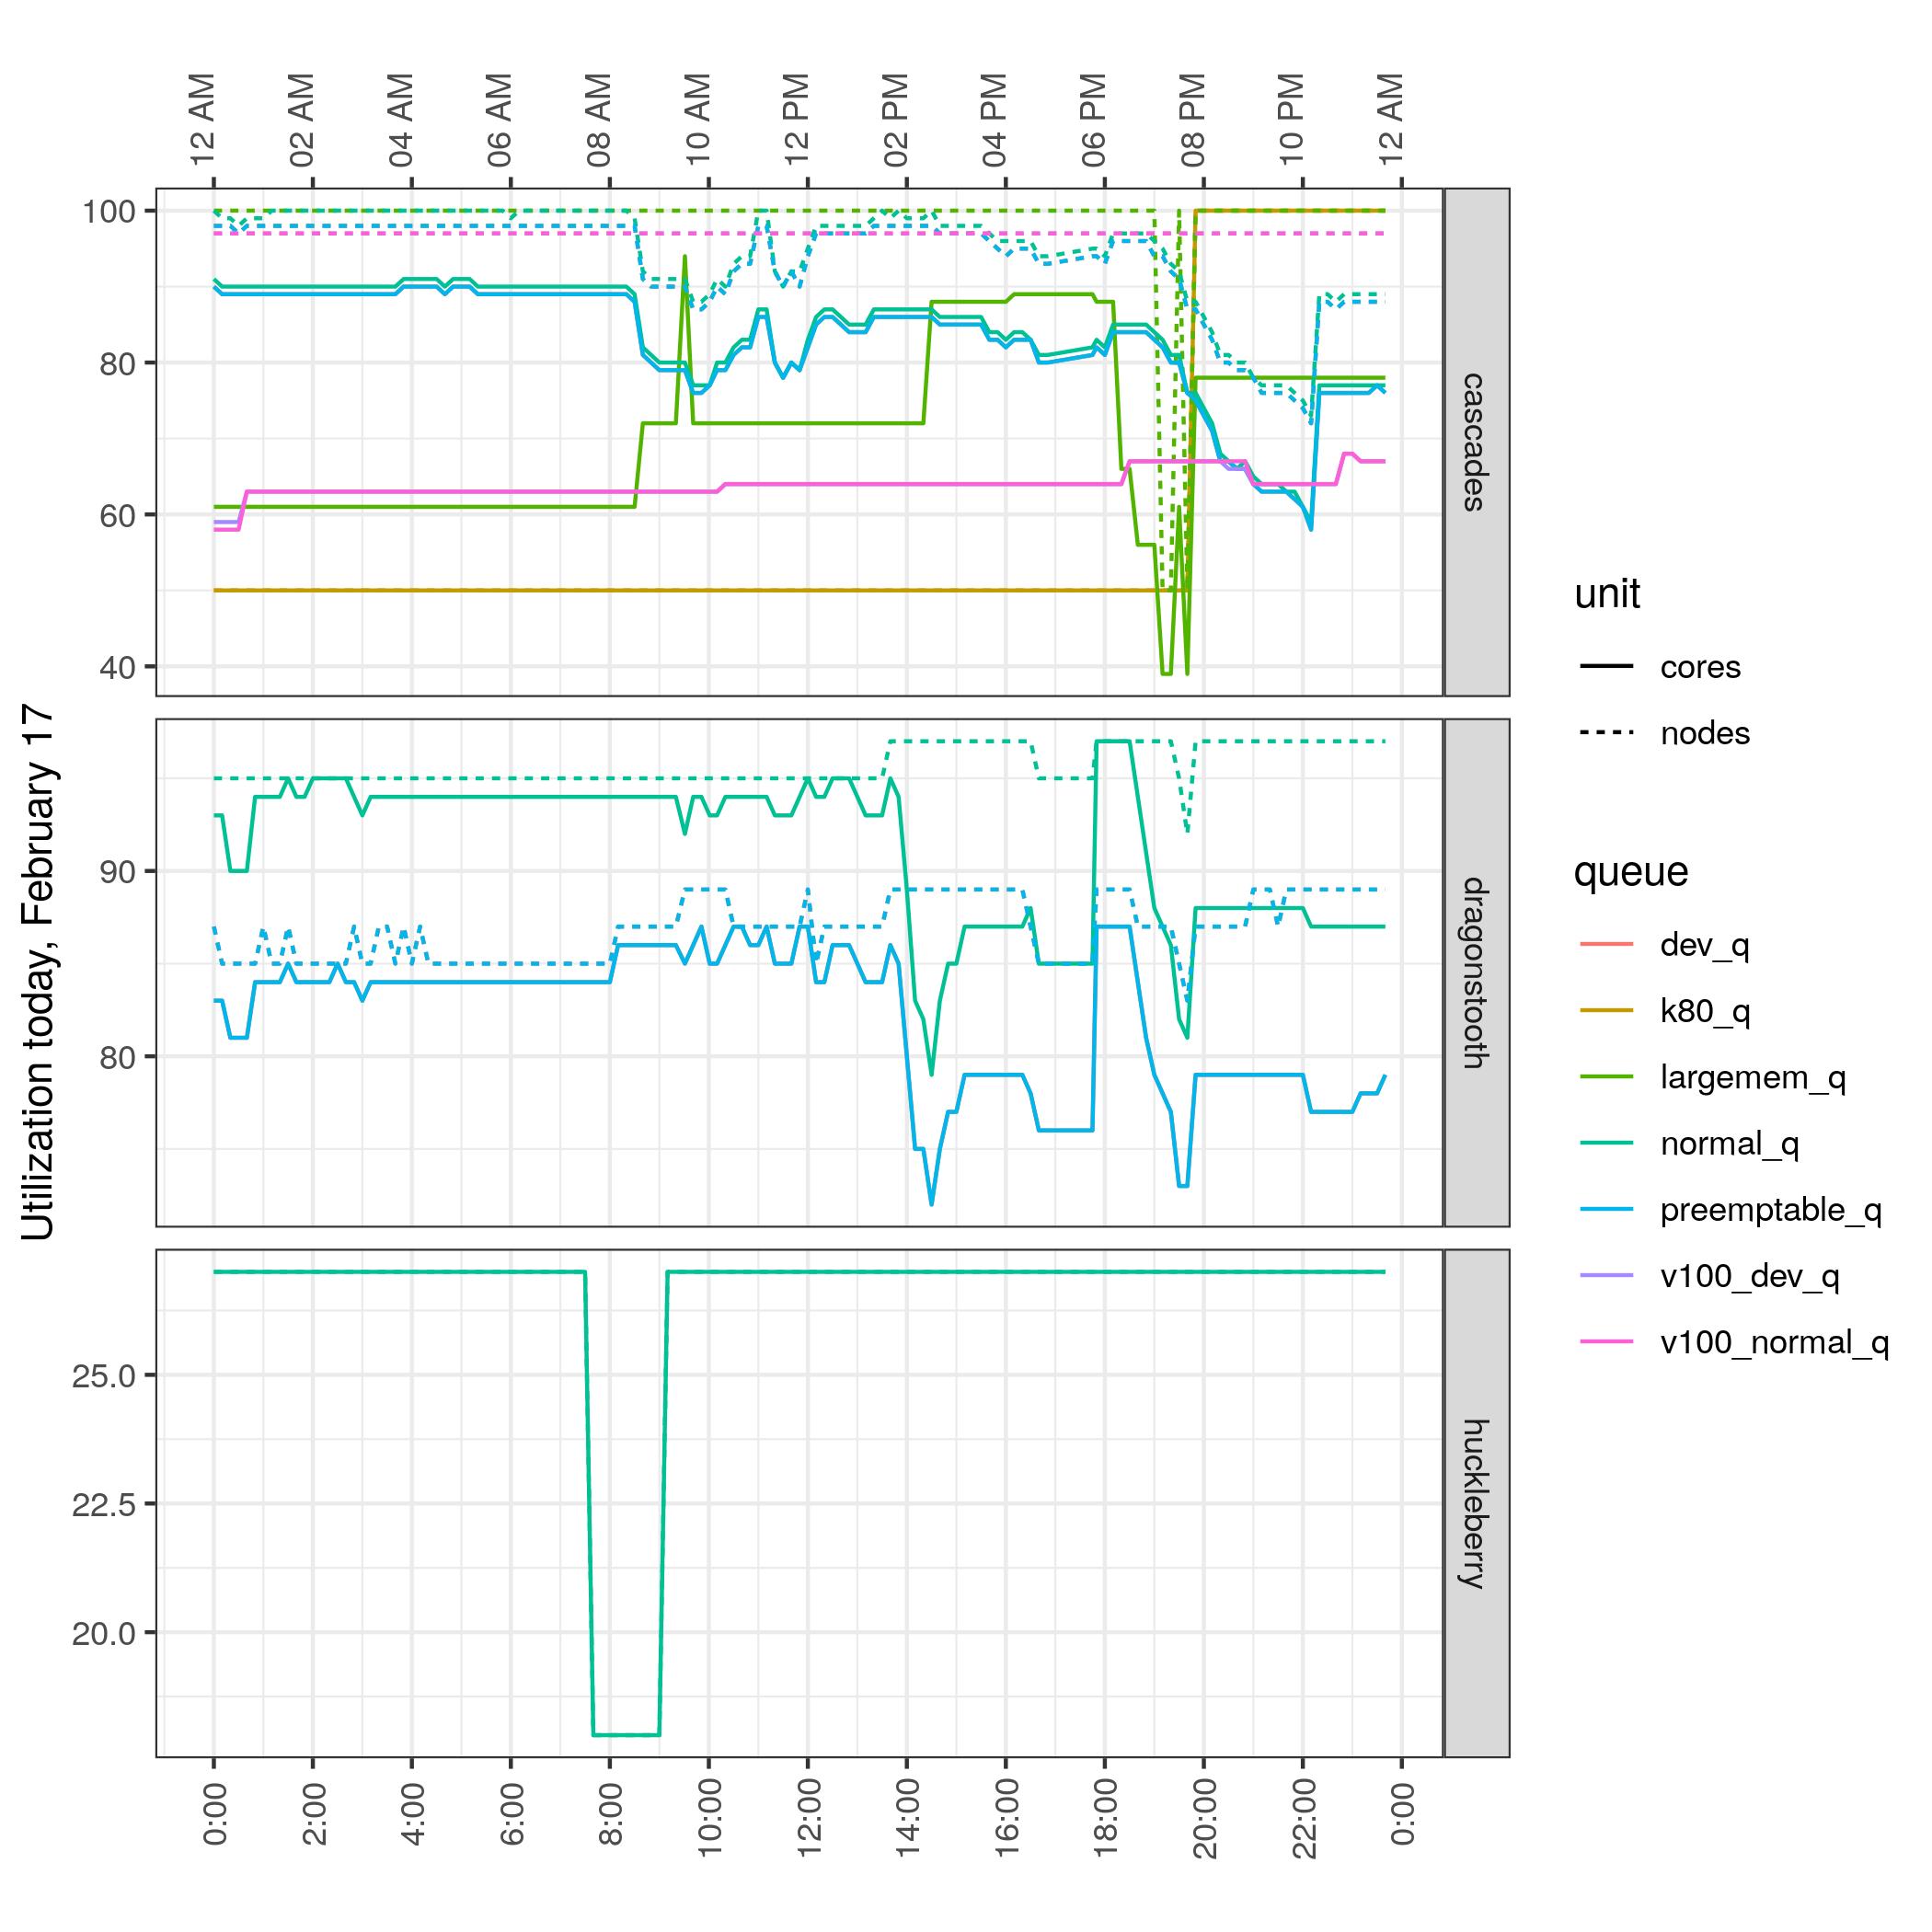 12 AM
02 AM
04 AM
06 AM
08 AM
10 AM
12 PM
02 PM
04 PM
06 PM
08 PM
10 PM
12 AM
Utilization today, February 17
100
80
60
40
cascades
90
80
dragonstooth
25.0
22.5
20.0
huckleberry
0:00
2:00
4:00
6:00
8:00
10:00
12:00
14:00
16:00
18:00
20:00
22:00
0:00
unit
cores
nodes
queue
dev_q
k80_q
largemem_q
normal_q
preemptable_q
v100_dev_q
v100_normal_q